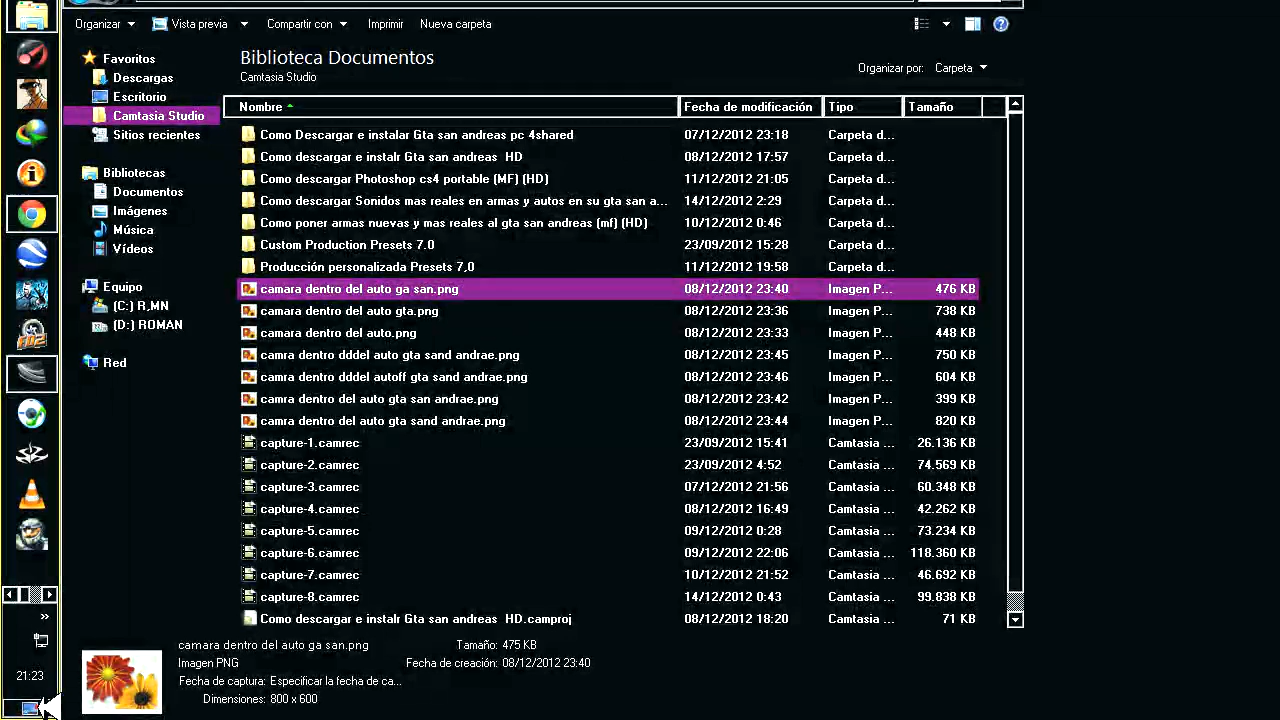 Organizar Vista previa Compartir con Imprimir Nueva carpeta
Favoritos
Descargas
Escritorio
Camtasia Studio
Sitios recientes
Bibliotecas
Documentos
Imágenes
Música
Vídeos
Equipo
(C:) R,MN
(D:) ROMAN
Red
Biblioteca Documentos
Camtasia Studio
Organizar por: Carpeta
Nombre Fecha de modificación Tipo Tamaño
Como Descargar e instalar Gta san andreas pc 4shared 07/12/2012 23:18 Carpeta d...
Como descargar e instalr Gta san andreas HD 08/12/2012 17:57 Carpeta d...
Como descargar Photoshop cs4 portable (MF) (HD) 11/12/2012 21:05 Carpeta d...
Como descargar Sonidos mas reales en armas y autos en su gta san a... 14/12/2012 2:29 Carpeta d...
Como poner armas nuevas y mas reales al gta san andreas (mf) (HD) 10/12/2012 0:46 Carpeta d...
Custom Production Presets 7.0 23/09/2012 15:28 Carpeta d...
Producción personalizada Presets 7,0 11/12/2012 19:58 Carpeta d...
camara dentro del auto ga san.png 08/12/2012 23:40 Imagen P... 476 KB
camara dentro del auto gta.png 08/12/2012 23:36 Imagen P... 738 KB
camara dentro del auto.png 08/12/2012 23:33 Imagen P... 448 KB
camra dentro dddel auto gta sand andrae.png 08/12/2012 23:45 Imagen P... 750 KB
camra dentro dddel autoff gta sand andrae.png 08/12/2012 23:46 Imagen P... 604 KB
camra dentro del auto gta san andrae.png 08/12/2012 23:42 Imagen P... 399 KB
camra dentro del auto gta sand andrae.png 08/12/2012 23:44 Imagen P... 820 KB
capture-1.camrec 23/09/2012 15:41 Camtasia ... 26.136 KB
capture-2.camrec 23/09/2012 4:52 Camtasia ... 74.569 KB
capture-3.camrec 07/12/2012 21:56 Camtasia ... 60.348 KB
capture-4.camrec 08/12/2012 16:49 Camtasia ... 42.262 KB
capture-5.camrec 09/12/2012 0:28 Camtasia ... 73.234 KB
capture-6.camrec 09/12/2012 22:06 Camtasia ... 118.360 KB
capture-7.camrec 10/12/2012 21:52 Camtasia ... 46.692 KB
capture-8.camrec 14/12/2012 0:43 Camtasia ... 99.838 KB
Como descargar e instalr Gta san andreas HD.camproj 08/12/2012 18:20 Camtasia ... 71 KB
camara dentro del auto ga san.png Tamaño: 475 KB
Imagen PNG Fecha de creación: 08/12/2012 23:40
Fecha de captura: Especificar la fecha de ca...
Dimensiones: 800 x 600
21:23